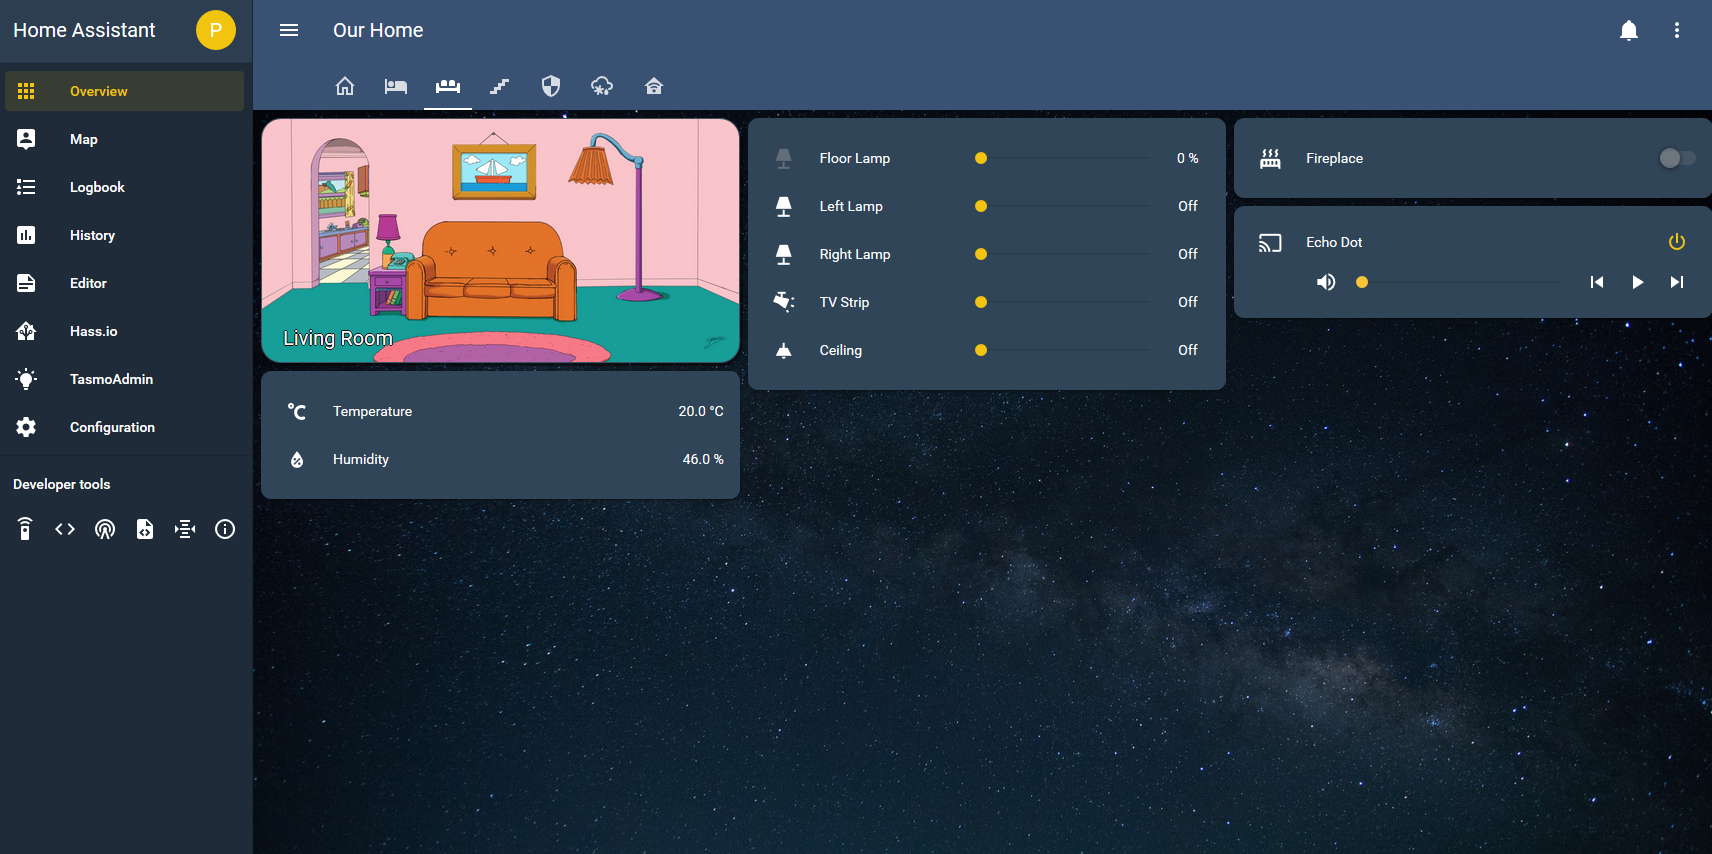 Home Assistant
P
Overview
Map
Logbook
History
Editor
Hass.io
TasmoAdmin
Configuration
Developer tools
Our Home
Living Room
Temperature 20.0 °C
Humidity 46.0 %
Floor Lamp 0 %
Left Lamp Off
Right Lamp Off
TV Strip Off
Ceiling Off
Fireplace
Echo Dot